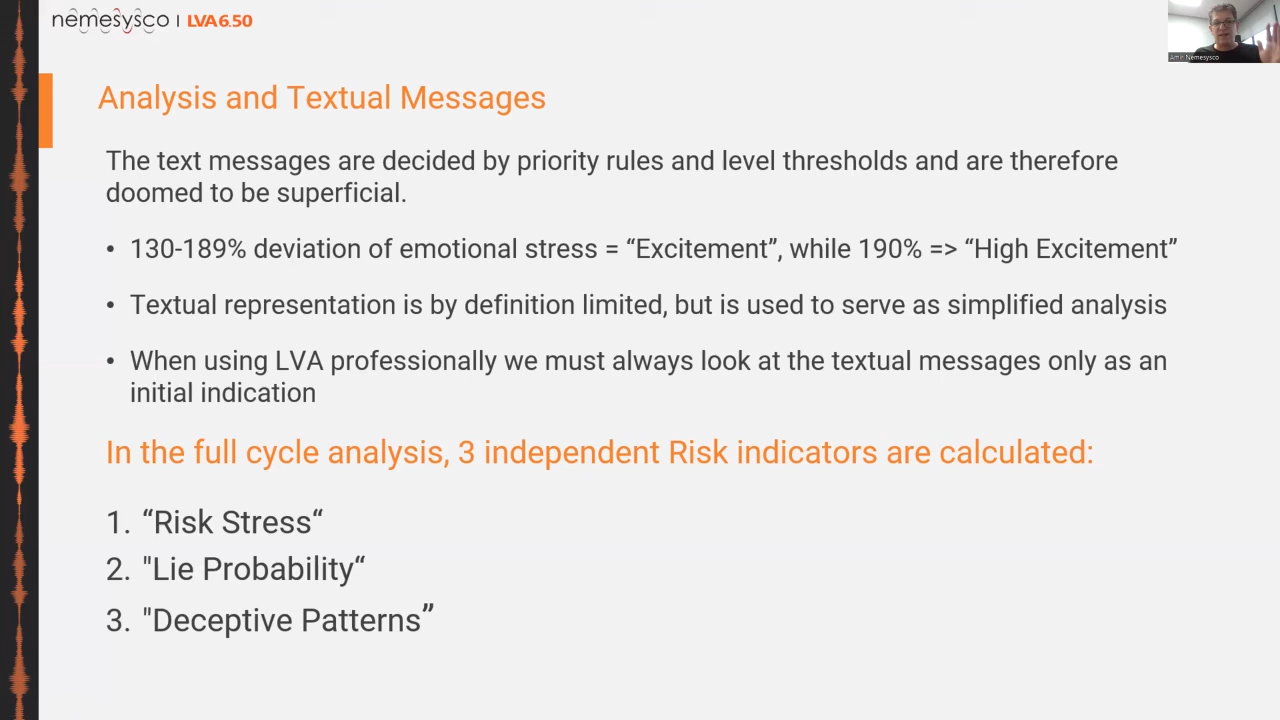 nemesysco | LVA6.50
Amir Nemesysco
Analysis and Textual Messages
The text messages are decided by priority rules and level thresholds and are therefore
doomed to be superficial.
• 130-189% deviation of emotional stress = “Excitement”, while 190% => “High Excitement”
• Textual representation is by definition limited, but is used to serve as simplified analysis
• When using LVA professionally we must always look at the textual messages only as an
initial indication
In the full cycle analysis, 3 independent Risk indicators are calculated:
1. “Risk Stress“
2. "Lie Probability“
3. "Deceptive Patterns”